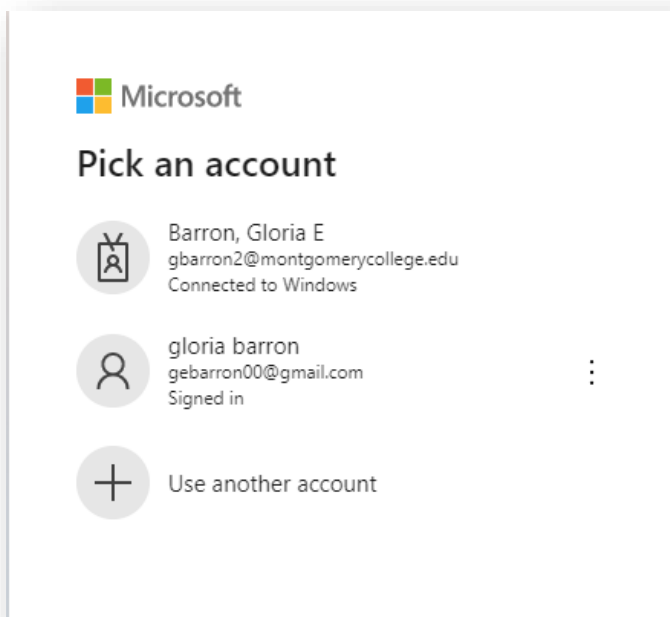 Microsoft
Pick an account
Barron, Gloria E
gbarron2@montgomerycollege.edu
Connected to Windows
gloria barron
gebarron00@gmail.com
Signed in
Use another account